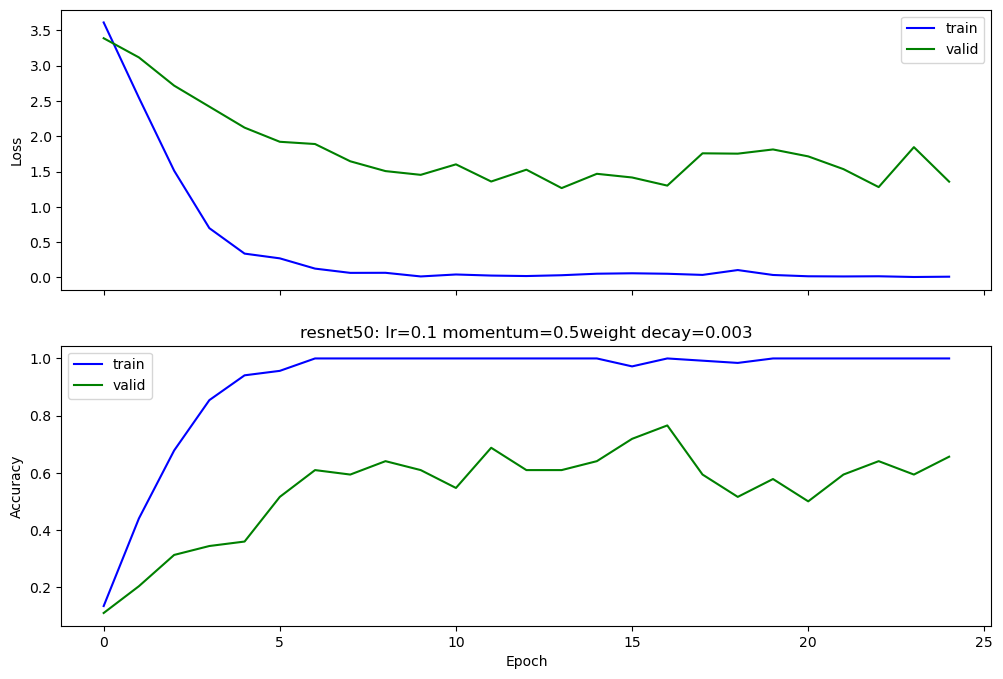 3.5
3.0
2.5
2.0
1.5
1.0
0.5
0.0
Loss
train
valid
resnet50: lr=0.1 momentum=0.5weight decay=0.003
1.0
0.8
0.6
0.4
0.2
Accuracy
train
valid
0 5 10 15 20 25
Epoch